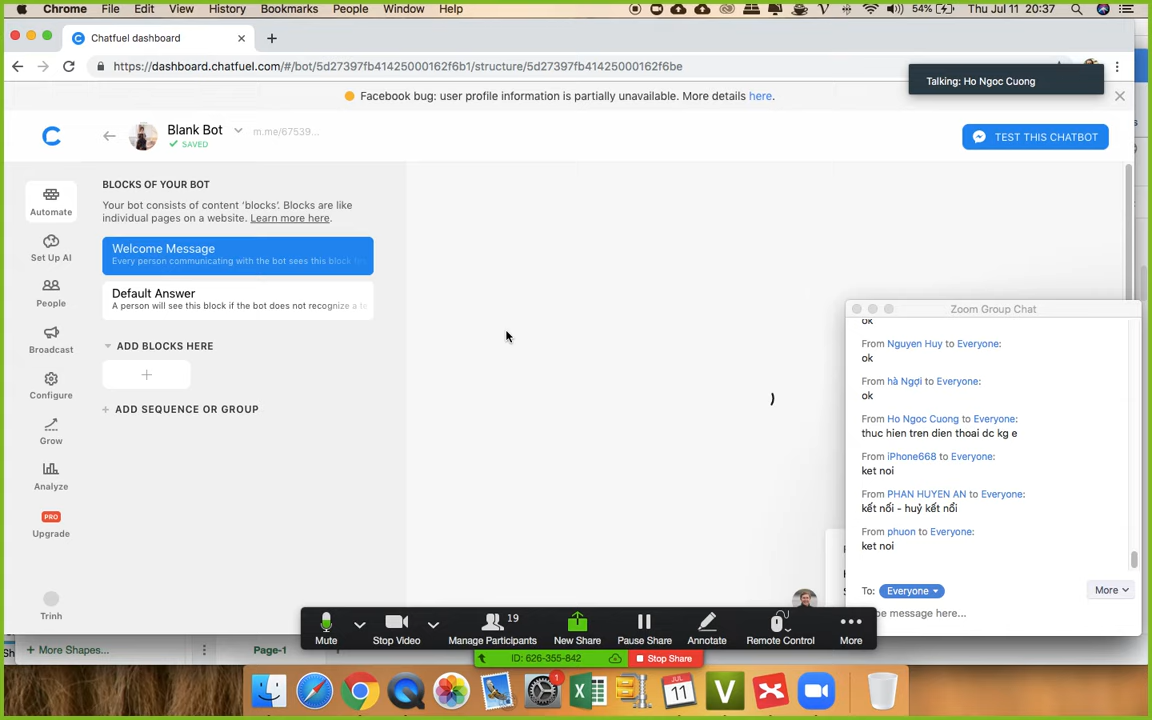 Chrome File Edit View History Bookmarks People Window Help 54% Thu Jul 11 20:37
Chatfuel dashboard
https://dashboard.chatfuel.com/#/bot/5d27397fb41425000162f6b1/structure/5d27397fb41425000162f6be
Talking: Ho Ngoc Cuong
Facebook bug: user profile information is partially unavailable. More details here.
Blank Bot
m.me/67539...
SAVED
TEST THIS CHATBOT
Automate
Set Up AI
People
Broadcast
Configure
Grow
Analyze
PRO
Upgrade
Trinh
BLOCKS OF YOUR BOT
Your bot consists of content 'blocks'. Blocks are like
individual pages on a website. Learn more here.
Welcome Message
Every person communicating with the bot sees this block
Default Answer
A person will see this block if the bot does not recognize a
ADD BLOCKS HERE
+
+ ADD SEQUENCE OR GROUP
Zoom Group Chat
ok
From Nguyen Huy to Everyone:
ok
From hà Ngợi to Everyone:
ok
From Ho Ngoc Cuong to Everyone:
thuc hien tren dien thoai dc kg e
From iPhone668 to Everyone:
ket noi
From PHAN HUYEN AN to Everyone:
kết nối - huỷ kết nổi
From phuon to Everyone:
ket noi
To: Everyone
More
pe message here...
Mute
Stop Video
19
Manage Participants
New Share
Pause Share
Annotate
Remote Control
More
ID: 626-355-842
Stop Share
+ More Shapes...
Page-1
1
JUL
11